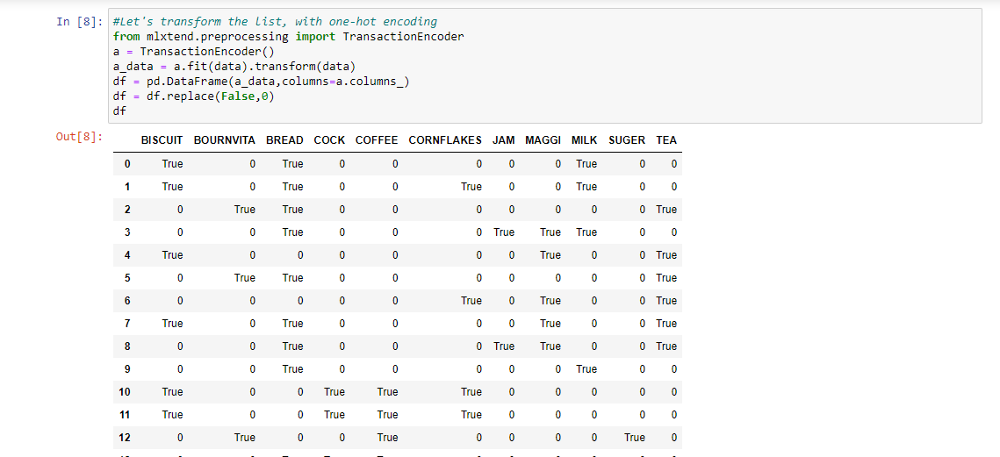 In [8]: #Let's transform the list, with one-hot encoding
from mlxtend.preprocessing import TransactionEncoder
a = TransactionEncoder()
a_data = a.fit(data).transform(data)
df = pd.DataFrame(a_data,columns=a.columns_)
df = df.replace(False,0)
df
Out[8]:
BISCUIT BOURNVITA BREAD COCK COFFEE CORNFLAKES JAM MAGGI MILK SUGER TEA
0 True 0 True 0 0 0 0 0 True 0 0
1 True 0 True 0 0 True 0 0 True 0 0
2 0 True True 0 0 0 0 0 0 0 True
3 0 0 True 0 0 0 True True True 0 0
4 True 0 0 0 0 0 0 True 0 0 True
5 0 True True 0 0 0 0 0 0 0 True
6 0 0 0 0 0 True 0 True 0 0 True
7 True 0 True 0 0 0 0 True 0 0 True
8 0 0 True 0 0 0 True True 0 0 True
9 0 0 True 0 0 0 0 0 True 0 0
10 True 0 0 True True True 0 0 0 0 0
11 True 0 0 True True True 0 0 0 0 0
12 0 True 0 0 True 0 0 0 0 True 0